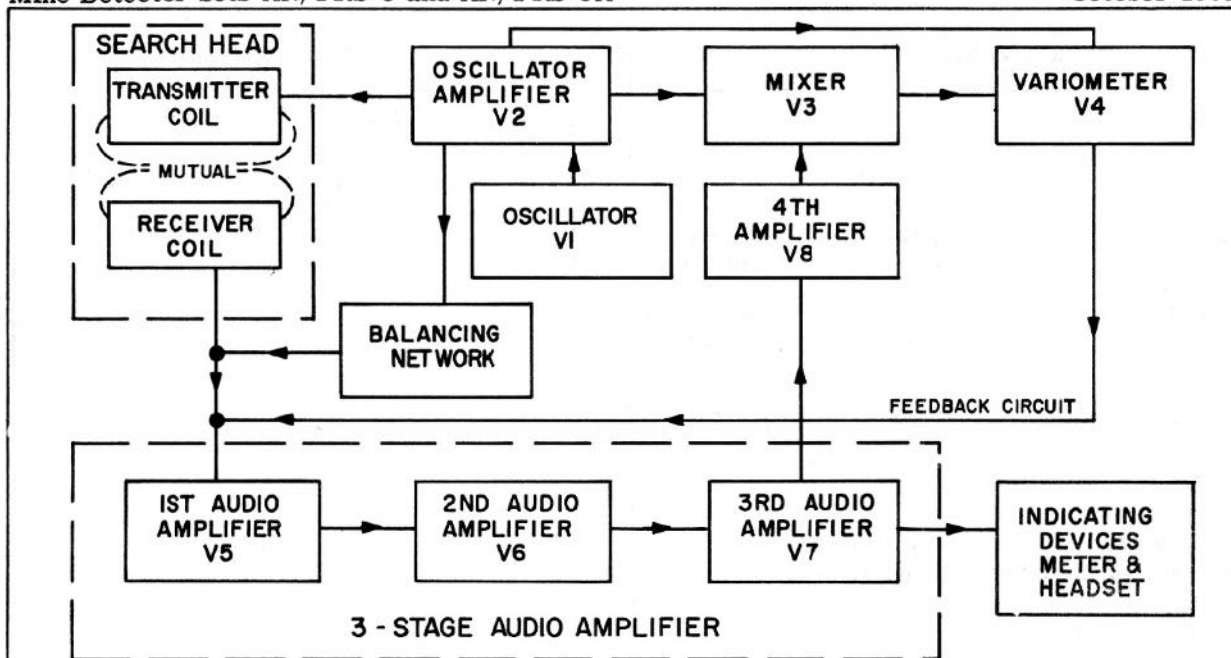 SEARCH HEAD
TRANSMITTER
COIL
MUTUAL
RECEIVER
COIL
OSCILLATOR
AMPLIFIER
V2
MIXER
V3
VARIOMETER
V4
OSCILLATOR
V1
4TH
AMPLIFIER
V8
BALANCING
NETWORK
FEEDBACK CIRCUIT
1ST AUDIO
AMPLIFIER
V5
2ND AUDIO
AMPLIFIER
V6
3RD AUDIO
AMPLIFIER
V7
INDICATING
DEVICES
METER &
HEADSET
3 - STAGE AUDIO AMPLIFIER